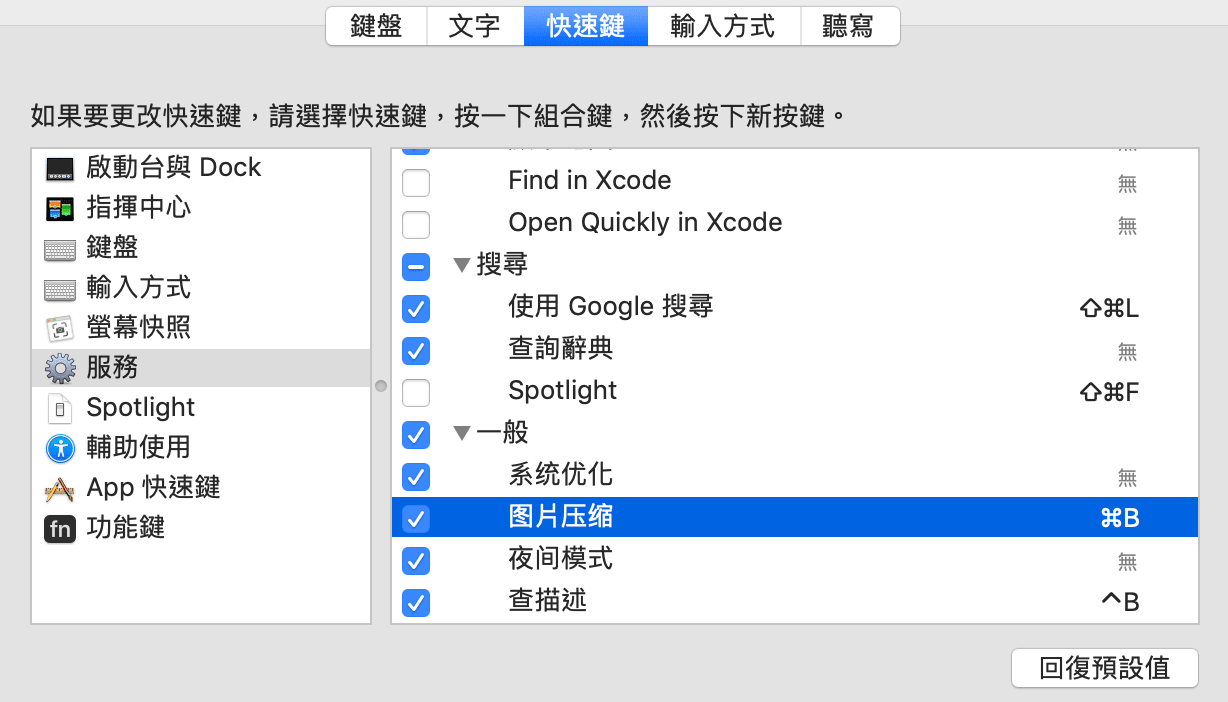 鍵盤 文字 快速鍵 輸入方式 聽寫
如果要更改快速鍵，請選擇快速鍵，按一下組合鍵，然後按下新按鍵。
啟動台與 Dock
指揮中心
鍵盤
輸入方式
螢幕快照
服務
Spotlight
輔助使用
App 快速鍵
fn 功能鍵
Find in Xcode 無
Open Quickly in Xcode 無
搜尋
使用 Google 搜尋 ⇧⌘L
查詢辭典 無
Spotlight ⇧⌘F
一般
系统优化 無
图片压缩 ⌘B
夜间模式 無
查描述 ^B
回復預設值